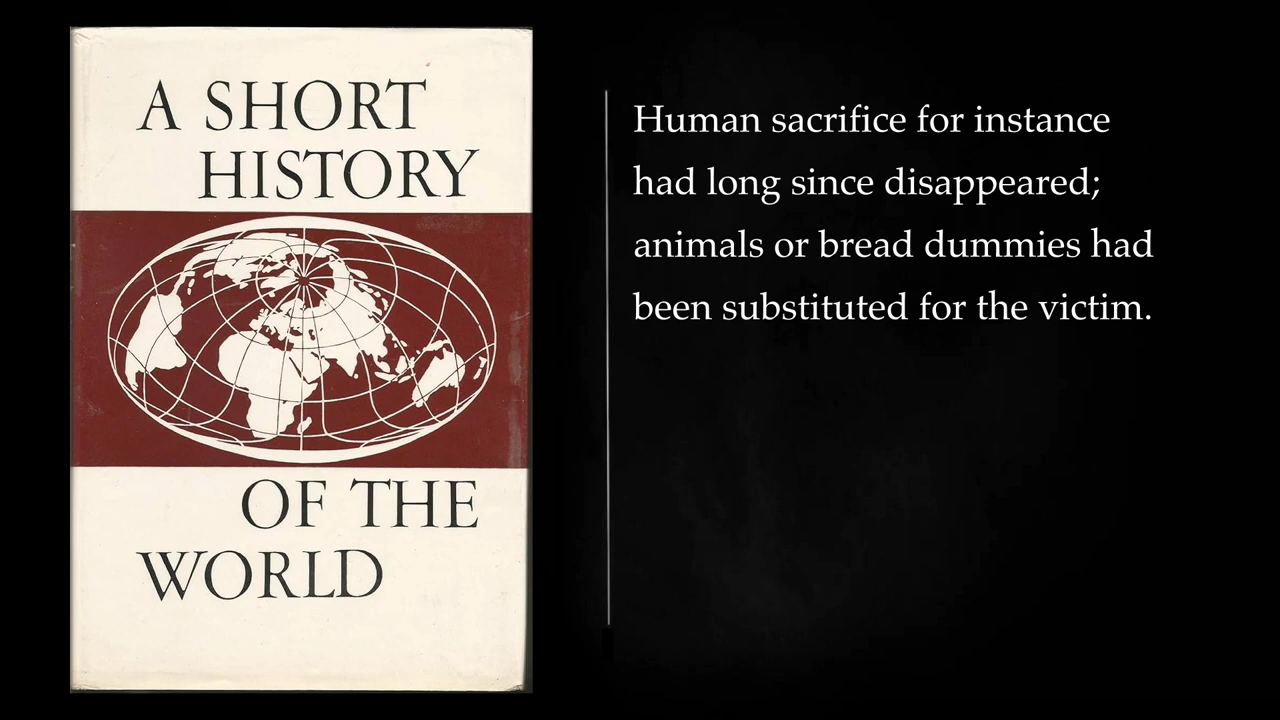 A SHORT
HISTORY
OF THE
WORLD
Human sacrifice for instance
had long since disappeared;
animals or bread dummies had
been substituted for the victim.